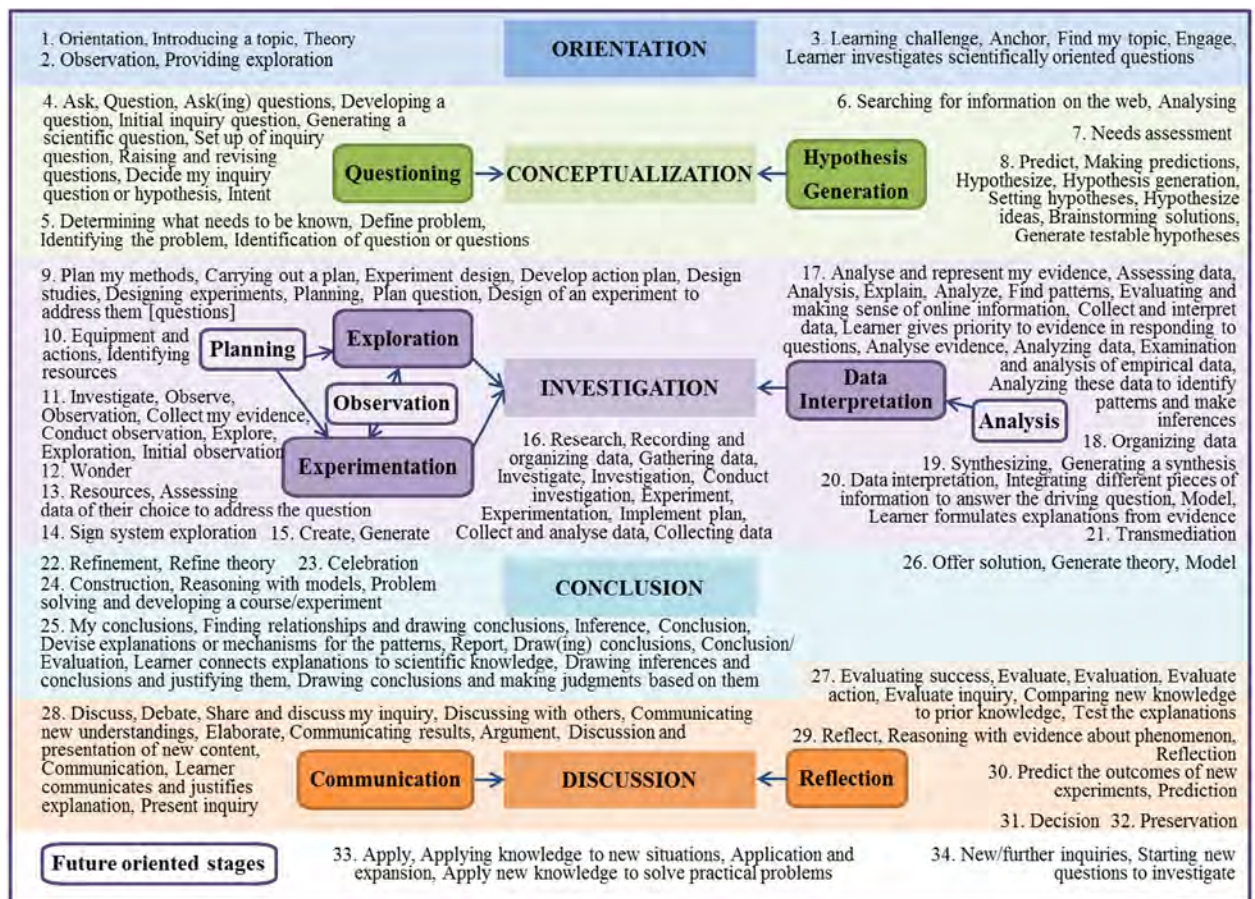 1. Orientation, Introducing a topic, Theory
2. Observation, Providing exploration
ORIENTATION
3. Learning challenge, Anchor, Find my topic, Engage,
Learner investigates scientifically oriented questions
4. Ask, Question, Ask(ing) questions, Developing a
question, Initial inquiry question, Generating a
scientific question, Set up of inquiry
question, Raising and revising
questions, Decide my inquiry
question or hypothesis, Intent
5. Determining what needs to be known, Define problem,
Identifying the problem, Identification of question or questions
Questioning
CONCEPTUALIZATION
Hypothesis
Generation
6. Searching for information on the web, Analysing
7. Needs assessment
8. Predict, Making predictions,
Hypothesize, Hypothesis generation,
Setting hypotheses, Hypothesize
ideas, Brainstorming solutions,
Generate testable hypotheses
9. Plan my methods, Carrying out a plan, Experiment design, Develop action plan, Design
studies, Designing experiments, Planning, Plan question, Design of an experiment to
address them [questions]
10. Equipment and
actions, Identifying
resources
11. Investigate, Observe,
Observation, Collect my evidence,
Conduct observation, Explore,
Exploration, Initial observation
12. Wonder
13. Resources, Assessing
data of their choice to address the question
14. Sign system exploration 15. Create, Generate
Planning
Exploration
Observation
Experimentation
INVESTIGATION
16. Research, Recording and
organizing data, Gathering data,
Investigate, Investigation, Conduct
investigation, Experiment,
Experimentation, Implement plan,
Collect and analyse data, Collecting data
Data
Interpretation
Analysis
17. Analyse and represent my evidence, Assessing data,
Analysis, Explain, Analyze, Find patterns, Evaluating and
making sense of online information, Collect and interpret
data, Learner gives priority to evidence in responding to
questions, Analyse evidence, Analyzing data, Examination
and analysis of empirical data,
Analyzing these data to identify
patterns and make
inferences
18. Organizing data
19. Synthesizing, Generating a synthesis
20. Data interpretation, Integrating different pieces of
information to answer the driving question, Model,
Learner formulates explanations from evidence
21. Transmediation
22. Refinement, Refine theory 23. Celebration
24. Construction, Reasoning with models, Problem
solving and developing a course/experiment
25. My conclusions, Finding relationships and drawing conclusions, Inference, Conclusion,
Devise explanations or mechanisms for the patterns, Report, Draw(ing) conclusions, Conclusion/
Evaluation, Learner connects explanations to scientific knowledge, Drawing inferences and
conclusions and justifying them, Drawing conclusions and making judgments based on them
CONCLUSION
26. Offer solution, Generate theory, Model
27. Evaluating success, Evaluate, Evaluation, Evaluate
action, Evaluate inquiry, Comparing new knowledge
to prior knowledge, Test the explanations
28. Discuss, Debate, Share and discuss my inquiry, Discussing with others, Communicating
new understandings, Elaborate, Communicating results, Argument, Discussion and
presentation of new content,
Communication, Learner
communicates and justifies
explanation, Present inquiry
Communication
DISCUSSION
Reflection
29. Reflect, Reasoning with evidence about phenomenon,
Reflection
30. Predict the outcomes of new
experiments, Prediction
31. Decision 32. Preservation
Future oriented stages
33. Apply, Applying knowledge to new situations, Application and
expansion, Apply new knowledge to solve practical problems
34. New/further inquiries, Starting new
questions to investigate